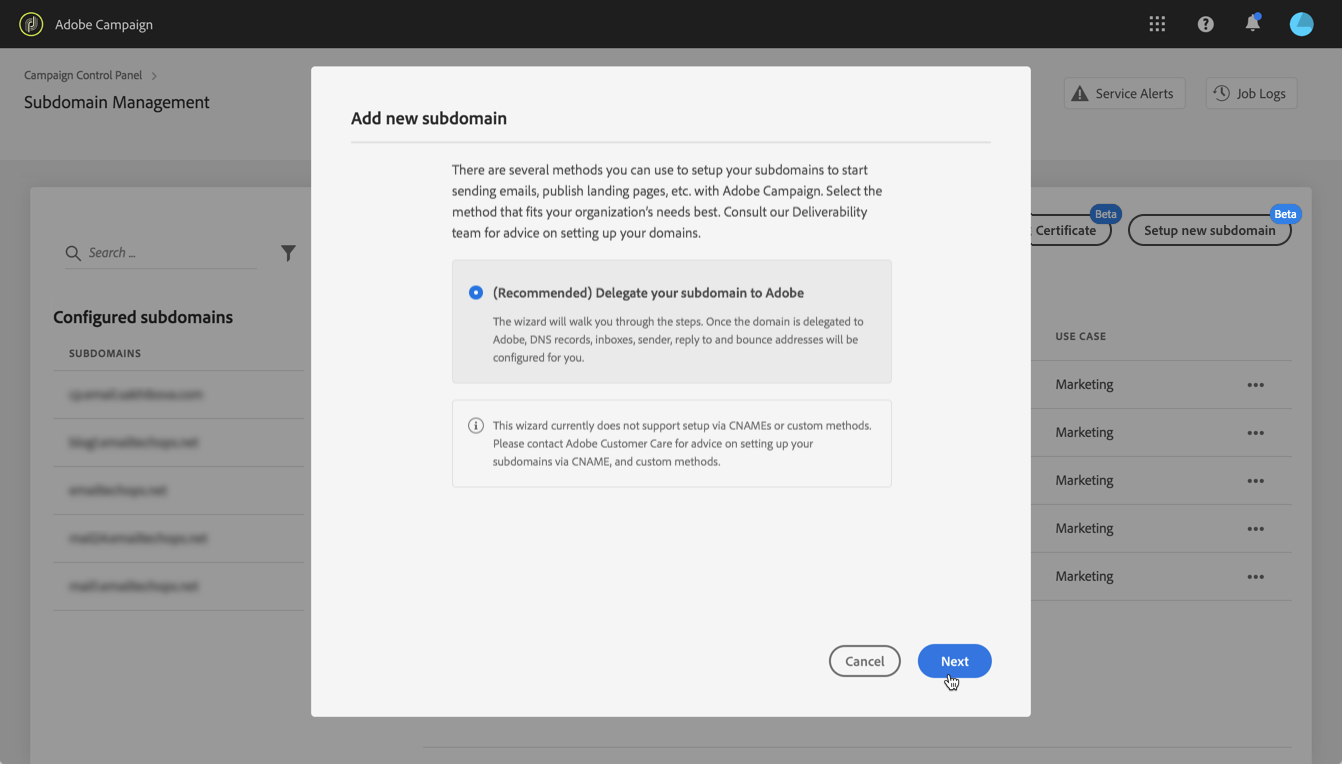 Adobe Campaign
Campaign Control Panel
Subdomain Management
Service Alerts
Job Logs
Add new subdomain
There are several methods you can use to setup your subdomains to start
sending emails, publish landing pages, etc. with Adobe Campaign. Select the
method that fits your organization's needs best. Consult our Deliverability
team for advice on setting up your domains.
(Recommended) Delegate your subdomain to Adobe
The wizard will walk you through the steps. Once the domain is delegated to
Adobe, DNS records, inboxes, sender, reply to and bounce addresses will be
configured for you.
This wizard currently does not support setup via CNAMEs or custom methods.
Please contact Adobe Customer Care for advice on setting up your
subdomains via CNAME, and custom methods.
Cancel
Next
Search ...
Configured subdomains
SUBDOMAINS
Beta
Certificate
Beta
Setup new subdomain
USE CASE
Marketing
Marketing
Marketing
Marketing
Marketing